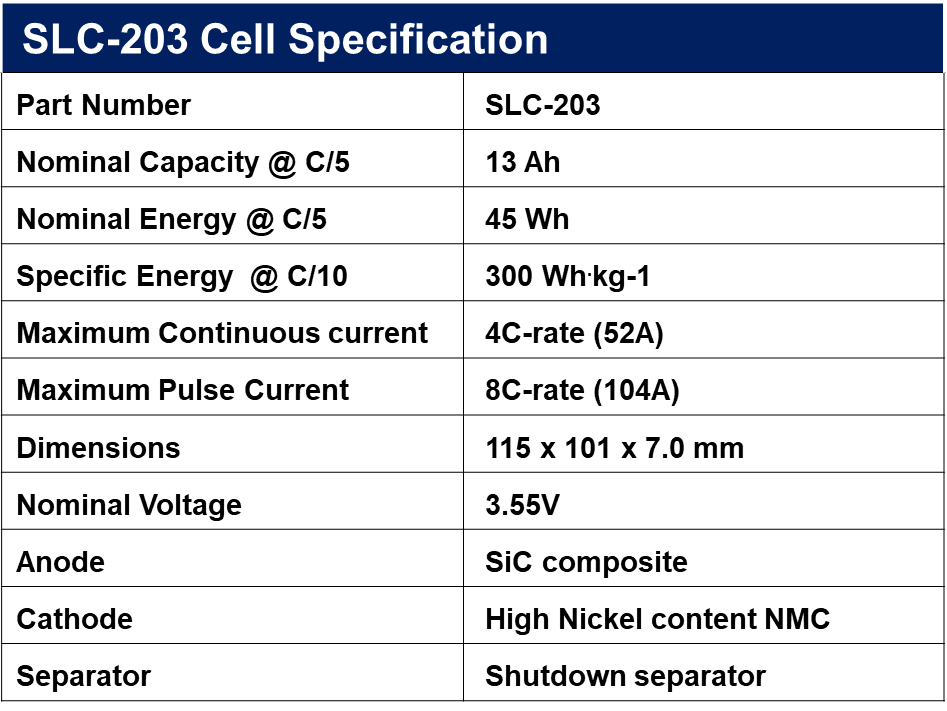 SLC-203 Cell Specification
Part Number SLC-203
Nominal Capacity @ C/5 13 Ah
Nominal Energy @ C/5 45 Wh
Specific Energy @ C/10 300 Wh·kg-1
Maximum Continuous current 4C-rate (52A)
Maximum Pulse Current 8C-rate (104A)
Dimensions 115 x 101 x 7.0 mm
Nominal Voltage 3.55V
Anode SiC composite
Cathode High Nickel content NMC
Separator Shutdown separator